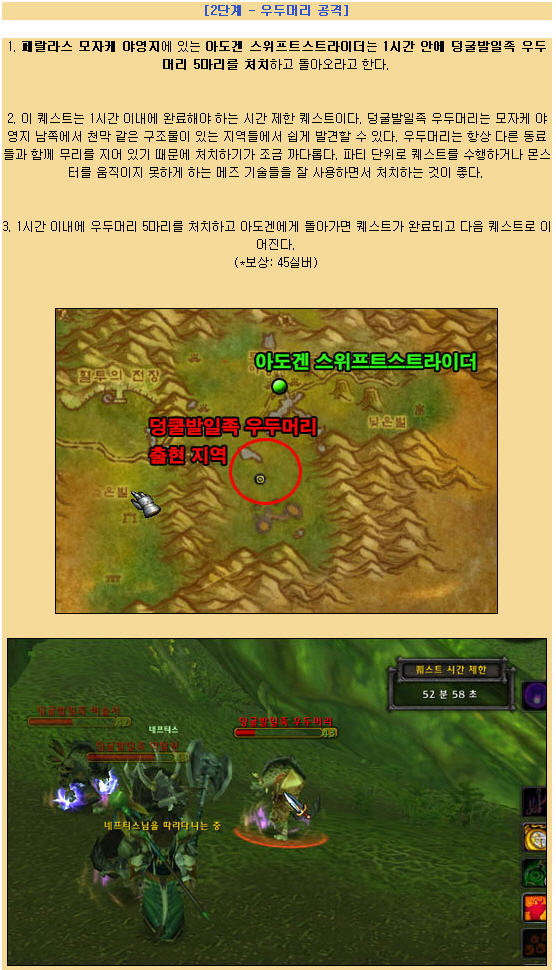 [2단계 - 우두머리 공격]
1. 페랄라스 모자케 야영지에 있는 아도겐 스위프트스트라이더는 1시간 안에 덩굴발일족 우두
머리 5마리를 처치하고 돌아오라고 한다.
2. 이 퀘스트는 1시간 이내에 완료해야 하는 시간 제한 퀘스트이다. 덩굴발일족 우두머리는 모자케 야
영지 남쪽에서 천막 같은 구조물이 있는 지역들에서 쉽게 발견할 수 있다. 우두머리는 항상 다른 동료
들과 함께 무리를 지어 있기 때문에 처치하기가 조금 까다롭다. 파티 단위로 퀘스트를 수행하거나 몬스
터를 움직이지 못하게 하는 메즈 기술들을 잘 사용하면서 처치하는 것이 좋다.
3. 1시간 이내에 우두머리 5마리를 처치하고 아도겐에게 돌아가면 퀘스트가 완료되고 다음 퀘스트로 이
어진다.
(*보상: 45실버)
아도겐 스위프트스트라이더
힐투의 전장
덩쿨발일족 우두머리
출현 지역
낮은벌
높은벌
퀘스트 시간 제한
52 분 58 초
네프티스
덩굴발일족 우두머리
네프티스님을 따라다니는 중